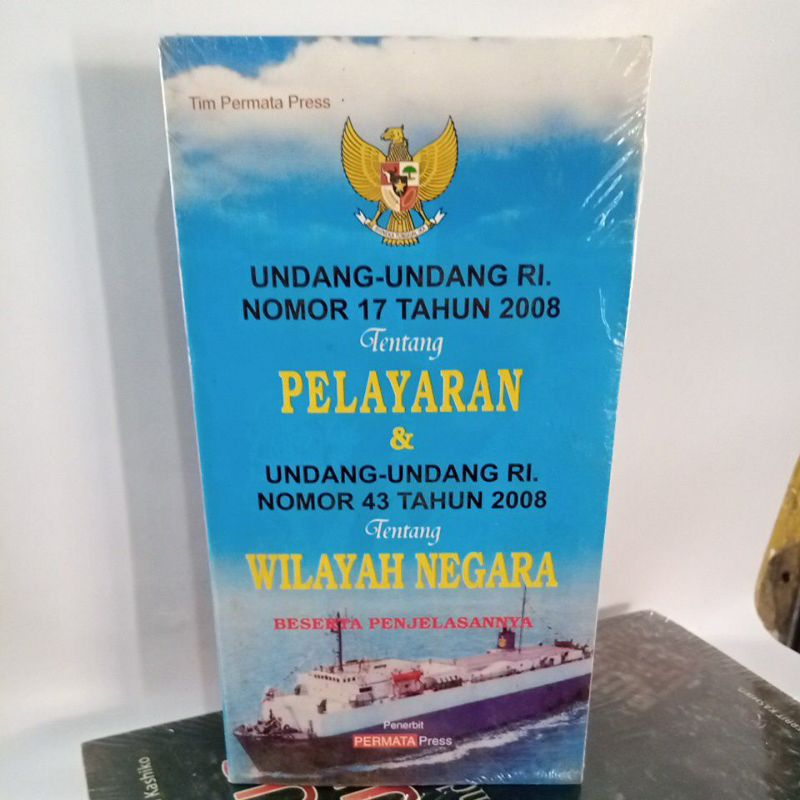 Tim Permata Press
UNDANG-UNDANG RI.
NOMOR 17 TAHUN 2008
Tentang
PELAYARAN
&
UNDANG-UNDANG RI.
NOMOR 43 TAHUN 2008
Tentang
WILAYAH NEGARA
BESERTA PENJELASANNYA
Penerbit
PERMATA Press
Kashiko